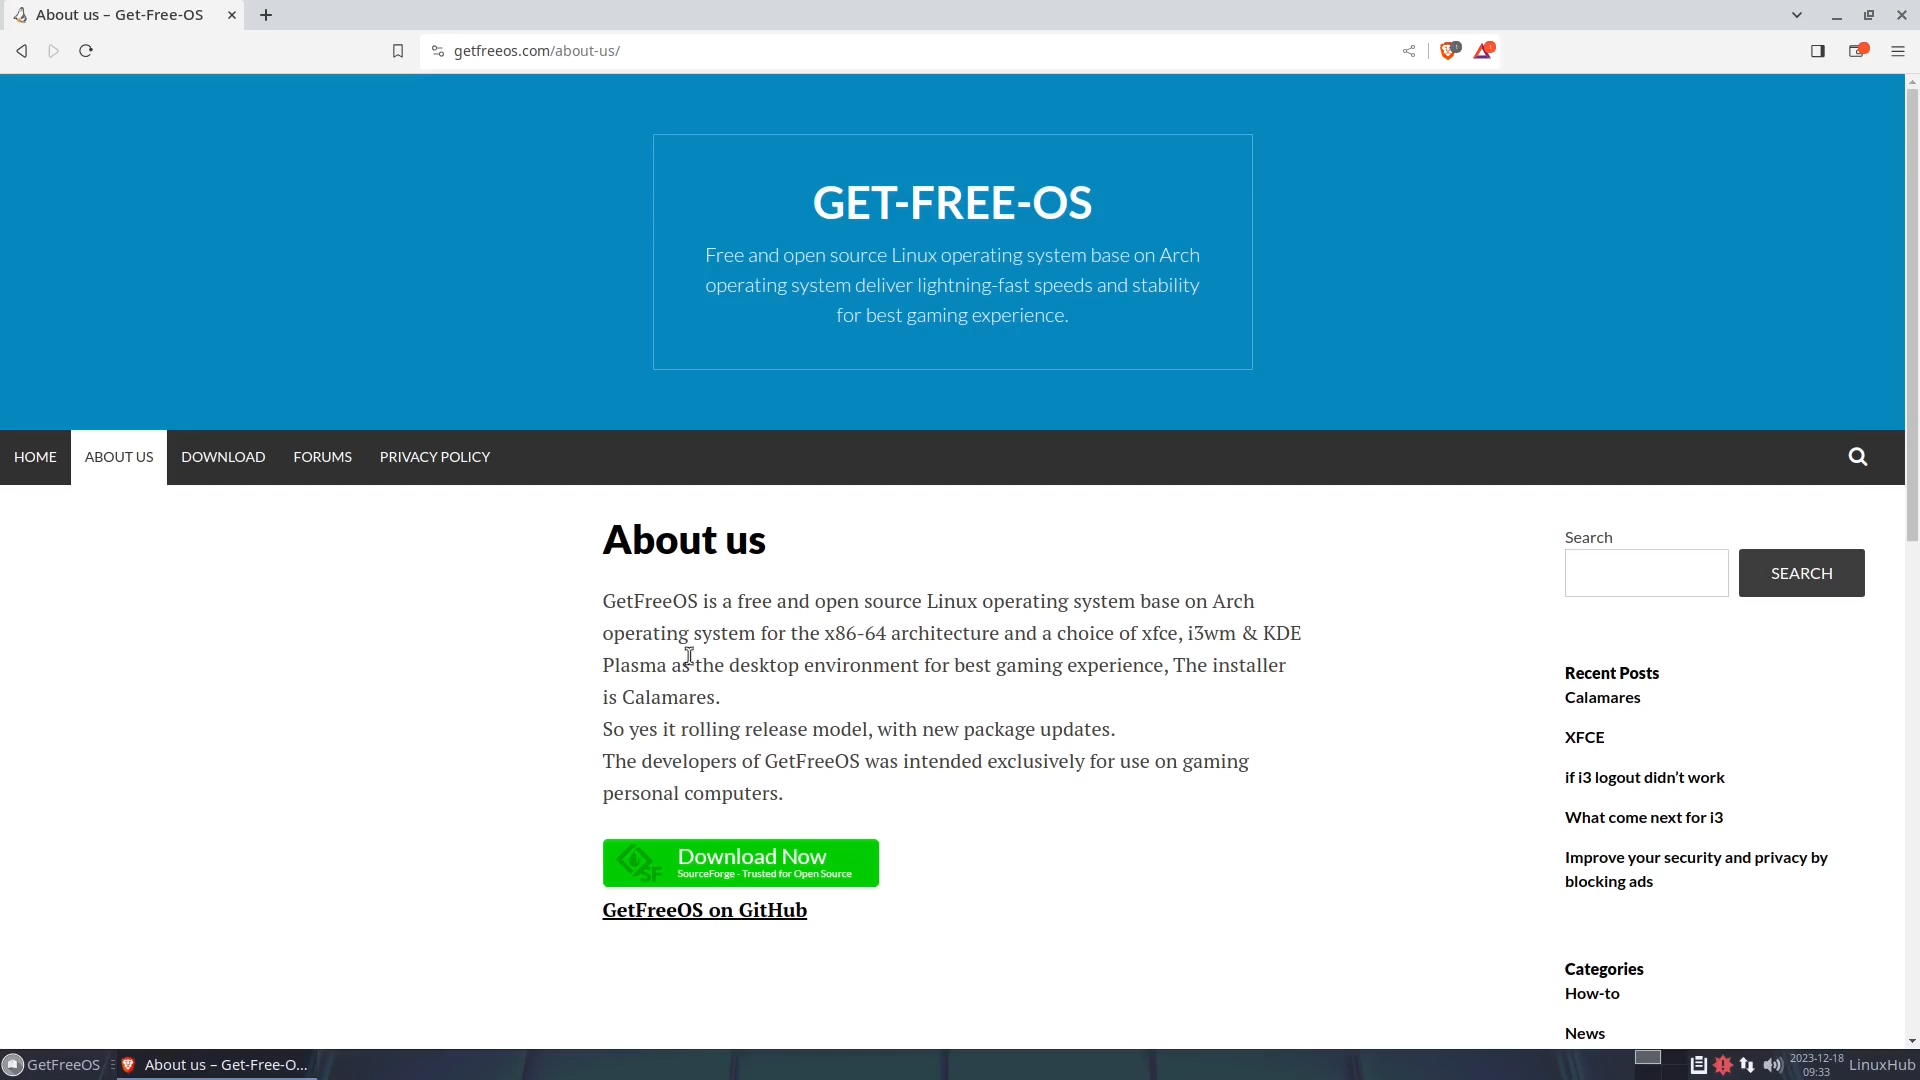 About us – Get-Free-OS
getfreeos.com/about-us/
GET-FREE-OS
Free and open source Linux operating system base on Arch
operating system deliver lightning-fast speeds and stability
for best gaming experience.
HOME ABOUT US DOWNLOAD FORUMS PRIVACY POLICY
About us
GetFreeOS is a free and open source Linux operating system base on Arch
operating system for the x86-64 architecture and a choice of xfce, i3wm & KDE
Plasma as the desktop environment for best gaming experience, The installer
is Calamares.
So yes it rolling release model, with new package updates.
The developers of GetFreeOS was intended exclusively for use on gaming
personal computers.
SF
Download Now
SourceForge - Trusted for Open Source
GetFreeOS on GitHub
Search
SEARCH
Recent Posts
Calamares
XFCE
if i3 logout didn’t work
What come next for i3
Improve your security and privacy by
blocking ads
Categories
How-to
News
GetFreeOS
About us – Get-Free-O...
2023-12-18
09:33
LinuxHub